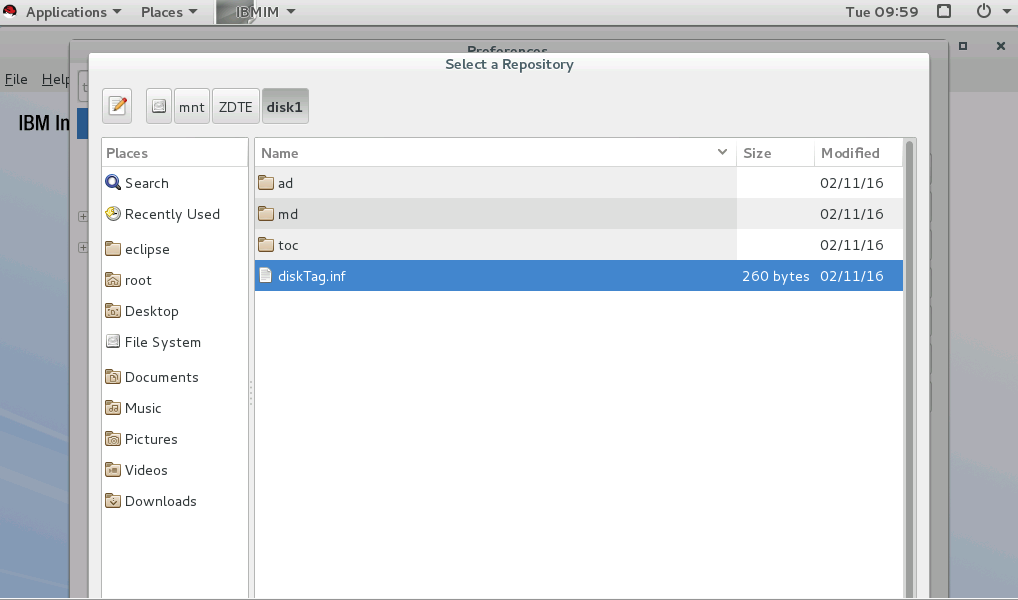 Applications Places IBMIM Tue 09:59
Preferences
Select a Repository
File Help
mnt ZDTE disk1
IBM In
Places
Search
Recently Used
eclipse
root
Desktop
File System
Documents
Music
Pictures
Videos
Downloads
Name Size Modified
ad 02/11/16
md 02/11/16
toc 02/11/16
diskTag.inf 260 bytes 02/11/16